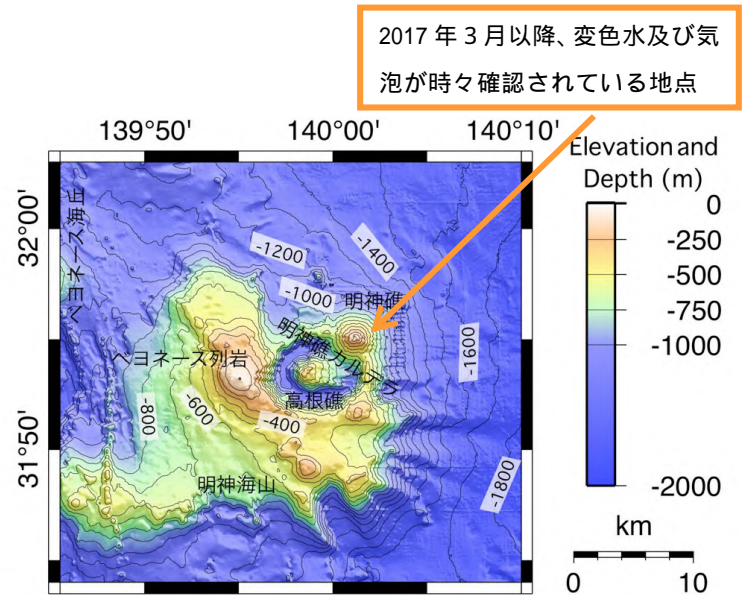 2017 年 3 月以降、変色水及び気
泡が時々確認されている地点
139°50'
140°00'
140°10'
Elevation and
Depth (m)
0
-250
-500
-750
-1000
-2000
km
0
10
32°00'
31°50'
ベヨネース海丘
-1200
-1400
-1000
明神礁
明神礁カルデラ
-1600
ベヨネース列岩
高根礁
-800
-600
-400
明神海山
-1800